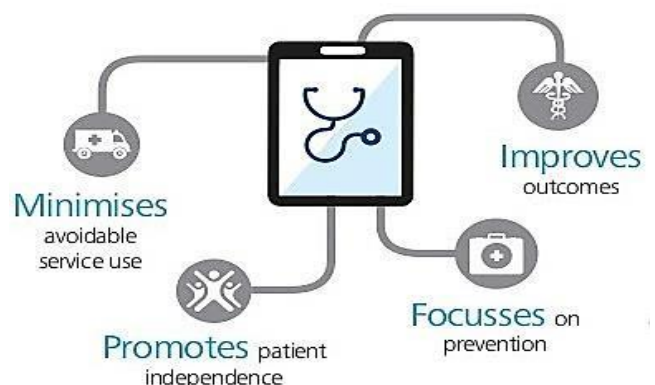 Improves
outcomes
Minimises
avoidable
service use
Focusses on
prevention
Promotes patient
independence